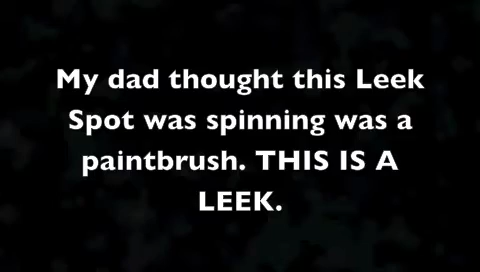 My dad thought this Leek
Spot was spinning was a
paintbrush. THIS IS A
LEEK.